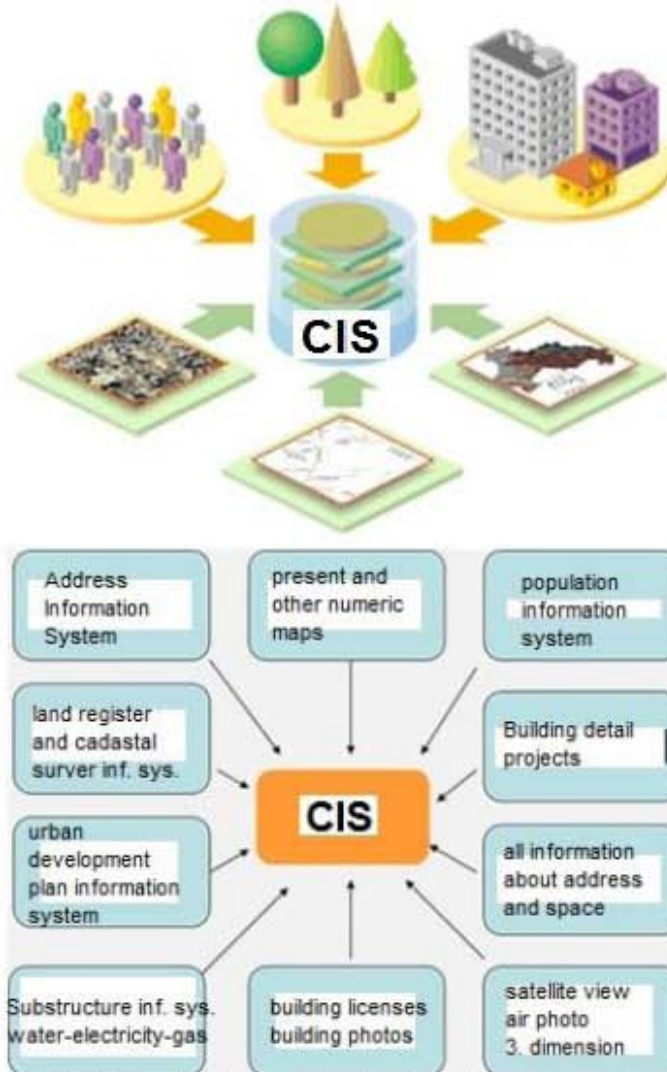 CIS
Address
Information
System
present and
other numeric
maps
population
information
system
land register
and cadastal
surver inf. sys.
Building detail
projects
CIS
urban
development
plan information
system
all information
about address
and space
Substructure inf. sys.
water-electricity-gas
building licenses
building photos
satellite view
air photo
3. dimension